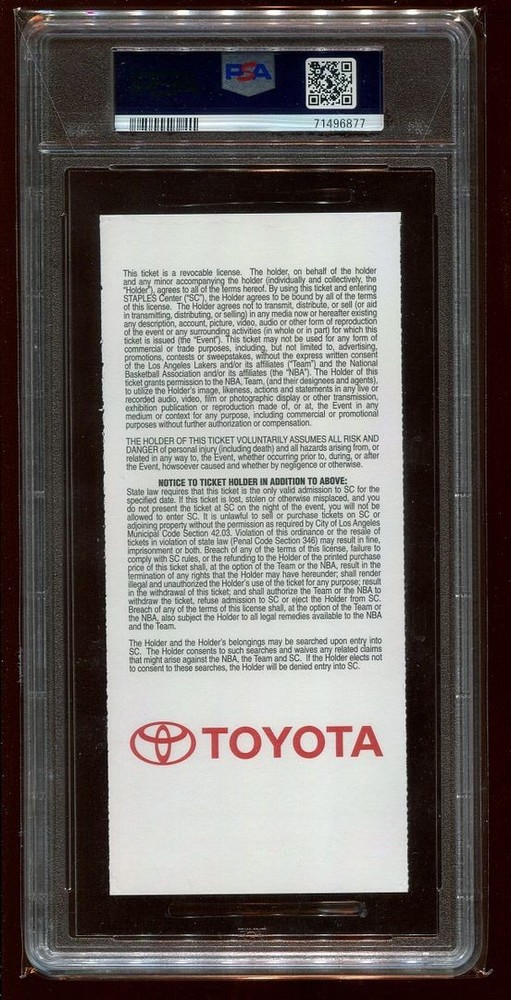 PSA
71496877
This ticket is a revocable license. The holder, on behalf of the holder
and any minor accompanying the holder (individually and collectively, the
"Holder"), agrees to all of the terms hereof. By using this ticket and entering
STAPLES Center ("SC"), the Holder agrees to be bound by all of the terms
of this license. The Holder agrees not to transmit, distribute, or sell (or aid
in transmitting, distributing, or selling) in any media now or hereafter existing
any description, account, picture, video, audio or other form of reproduction
of the event or any surrounding activities (in whole or in part) for which this
ticket is issued (the "Event"). This ticket may not be used for any form of
commercial or trade purposes, including, but not limited to, advertising,
promotions, contests or sweepstakes, without the express written consent
of the Los Angeles Lakers and/or its affiliates ("Team") and the National
Basketball Association and/or its affiliates (the "NBA"). The Holder of this
ticket grants permission to the NBA, Team, (and their designees and agents),
to utilize the Holder's image, likeness, actions and statements in any live or
recorded audio, video, film or photographic display or other transmission,
exhibition publication or reproduction made of, or at, the Event in any
medium or context for any purpose, including commercial or promotional
purposes without further authorization or compensation.
THE HOLDER OF THIS TICKET VOLUNTARILY ASSUMES ALL RISK AND
DANGER of personal injury (including death) and all hazards arising from, or
related in any way to, the Event, whether occurring prior to, during, or after
the Event, howsoever caused and whether by negligence or otherwise.
NOTICE TO TICKET HOLDER IN ADDITION TO ABOVE:
State law requires that this ticket is the only valid admission to SC for the
specified date. If this ticket is lost, stolen or otherwise misplaced, and you
do not present the ticket at SC on the night of the event, you will not be
allowed to enter SC. It is unlawful to sell or purchase tickets on SC or
adjoining property without the permission as required by City of Los Angeles
Municipal Code Section 42.03. Violation of this ordinance or the resale of
tickets in violation of state law (Penal Code Section 346) may result in fine,
imprisonment or both. Breach of any of the terms of this license, failure to
comply with SC rules, or the refunding to the Holder of the printed purchase
price of this ticket shall, at the option of the Team or the NBA, result in the
termination of any rights that the Holder may have hereunder; shall render
illegal and unauthorized the Holder's use of the ticket for any purpose; result
in the withdrawal of this ticket; and shall authorize the Team or the NBA to
withdraw the ticket, refuse admission to SC or eject the Holder from SC.
Breach of any of the terms of this license shall, at the option of the Team or
the NBA, also subject the Holder to all legal remedies available to the NBA
and the Team.
The Holder and the Holder's belongings may be searched upon entry into
SC. The Holder consents to such searches and waives any related claims
that might arise against the NBA, the Team and SC. If the Holder elects not
to consent to these searches, the Holder will be denied entry into SC.
TOYOTA